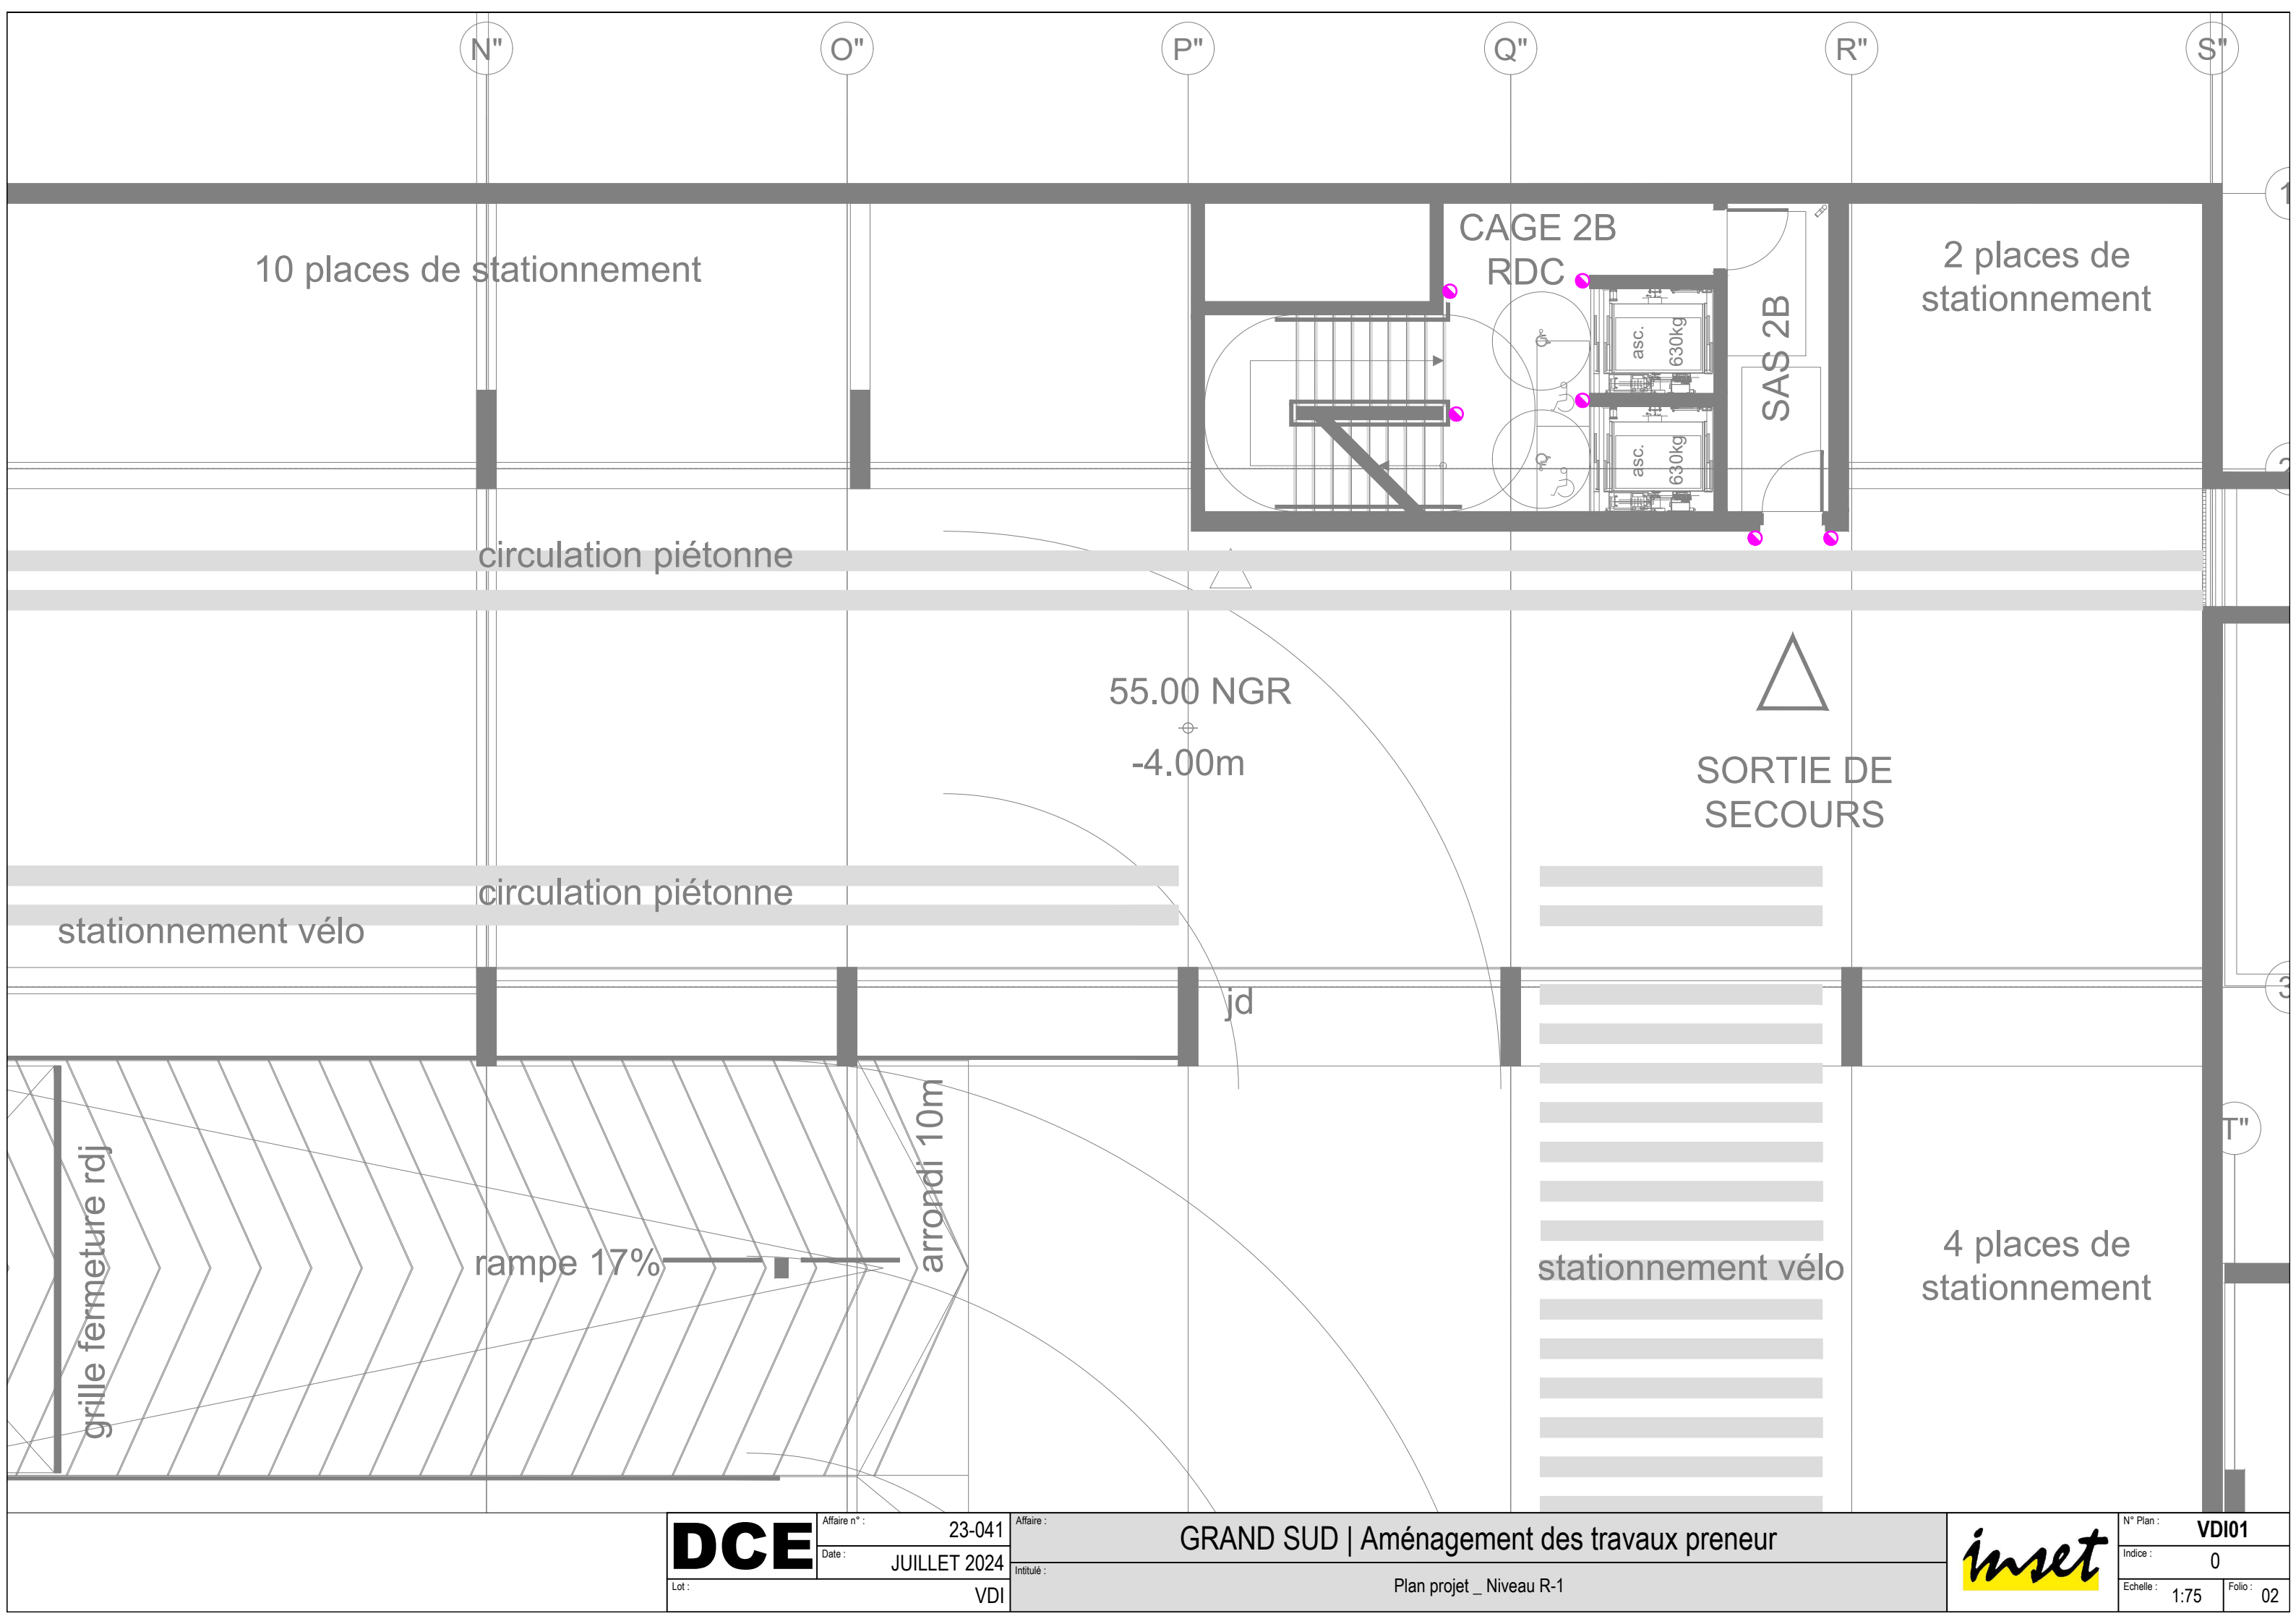 N" O" P" Q" R" S"
1
10 places de stationnement
CAGE 2B
RDC
2 places de
stationnement
asc.
630kg
SAS 2B
asc.
630kg
2
circulation piétonne
55.00 NGR
-4.00m
SORTIE DE
SECOURS
circulation piétonne
stationnement vélo
3
jd
arrondi 10m
T"
grille fermeture rdj
rampe 17%
stationnement vélo
4 places de
stationnement
DCE
Affaire n° : 23-041
Date : JUILLET 2024
Lot : VDI
Affaire :
GRAND SUD | Aménagement des travaux preneur
Intitulé :
Plan projet _ Niveau R-1
inset
N° Plan : VDI01
Indice : 0
Echelle : 1:75
Folio : 02